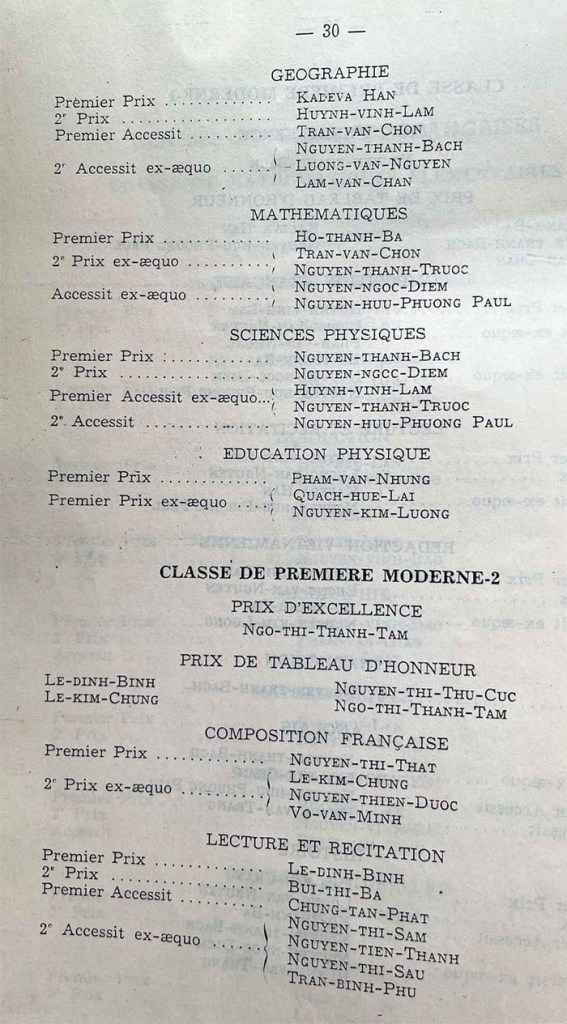 — 30 —
GEOGRAPHIE
Premier Prix .............. KADEVA HAN
2e Prix .................. HUYNH-VINH-LAM
Premier Accessit .......... TRAN-VAN-CHON
NGUYEN-THANH-BACH
2e Accessit ex-æquo ...... LUONG-VAN-NGUYEN
LAM-VAN-CHAN
MATHEMATIQUES
Premier Prix .............. HO-THANH-BA
2e Prix ex-æquo .......... TRAN-VAN-CHON
NGUYEN-THANH-TRUOC
Accessit ex-æquo ......... NGUYEN-NGOC-DIEM
NGUYEN-HUU-PHUONG PAUL
SCIENCES PHYSIQUES
Premier Prix .............. NGUYEN-THANH-BACH
2e Prix .................. NGUYEN-NGCC-DIEM
Premier Accessit ex-æquo... HUYNH-VINH-LAM
NGUYEN-THANH-TRUOC
2e Accessit .............. NGUYEN-HUU-PHUONG PAUL
EDUCATION PHYSIQUE
Premier Prix .............. PHAM-VAN-NHUNG
Premier Prix ex-æquo ..... QUACH-HUE-LAI
NGUYEN-KIM-LUONG
CLASSE DE PREMIERE MODERNE-2
PRIX D'EXCELLENCE
NGO-THI-THANH-TAM
PRIX DE TABLEAU D'HONNEUR
LE-DINH-BINH NGUYEN-THI-THU-CUC
LE-KIM-CHUNG NGO-THI-THANH-TAM
COMPOSITION FRANÇAISE
Premier Prix .............. NGUYEN-THI-THAT
LE-KIM-CHUNG
2e Prix ex-æquo .......... NGUYEN-THIEN-DUOC
VO-VAN-MINH
LECTURE ET RECITATION
Premier Prix .............. LE-DINH-BINH
2e Prix .................. BUI-THI-BA
Premier Accessit .......... CHUNG-TAN-PHAT
NGUYEN-THI-SAM
2e Accessit ex-æquo ...... NGUYEN-TIEN-THANH
NGUYEN-THI-SAU
TRAN-BINH-PHU